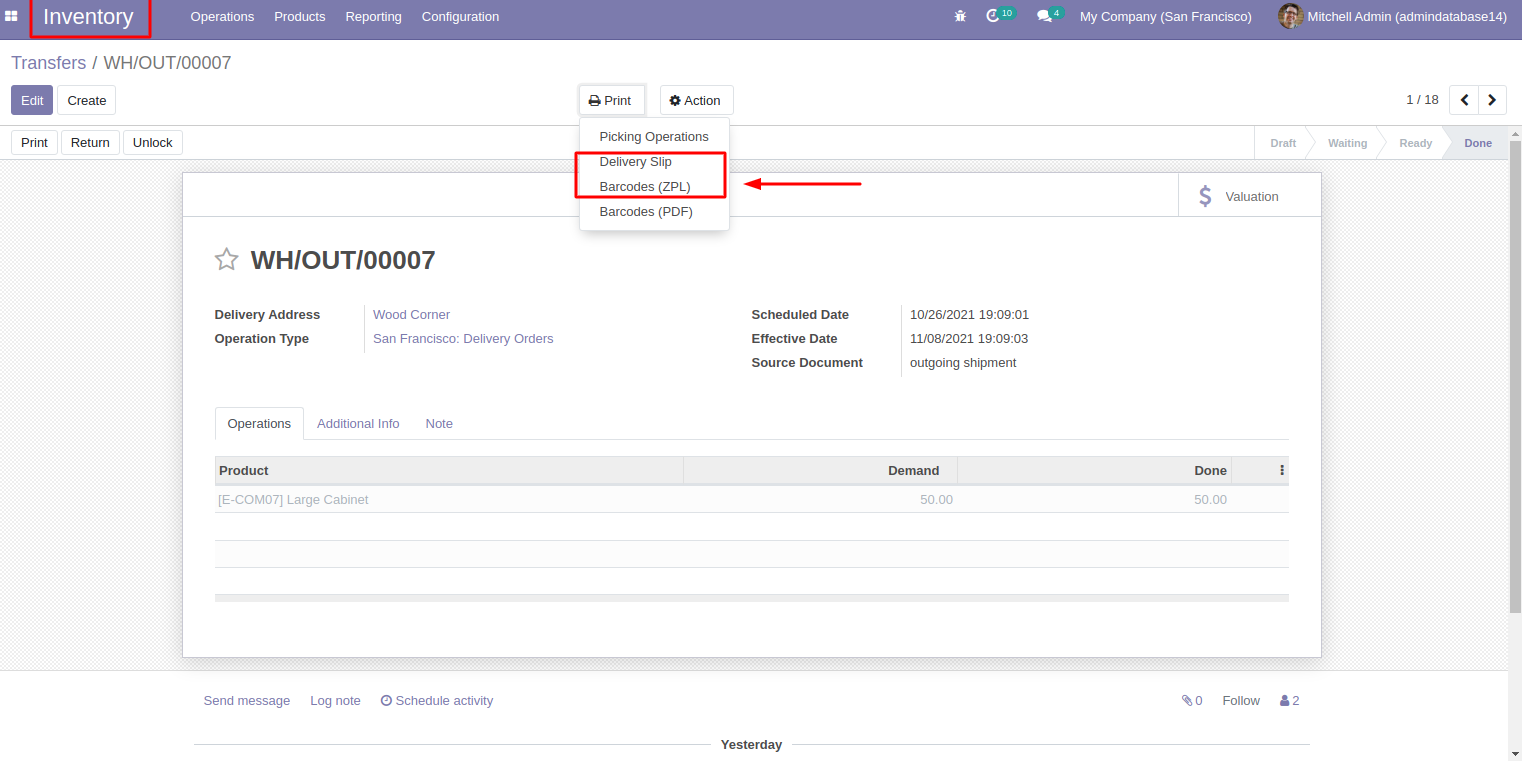 Inventory Operations Products Reporting Configuration 10 4 My Company (San Francisco) Mitchell Admin (admindatabase14)
Transfers / WH/OUT/00007
Edit Create Print Action 1 / 18
Print Return Unlock Draft Waiting Ready Done
Picking Operations
Delivery Slip
Barcodes (ZPL)
Barcodes (PDF)
$ Valuation
WH/OUT/00007
Delivery Address Wood Corner Scheduled Date 10/26/2021 19:09:01
Operation Type San Francisco: Delivery Orders Effective Date 11/08/2021 19:09:03
Source Document outgoing shipment
Operations Additional Info Note
Product Demand Done
[E-COM07] Large Cabinet 50.00 50.00
Send message Log note Schedule activity 0 Follow 2
Yesterday